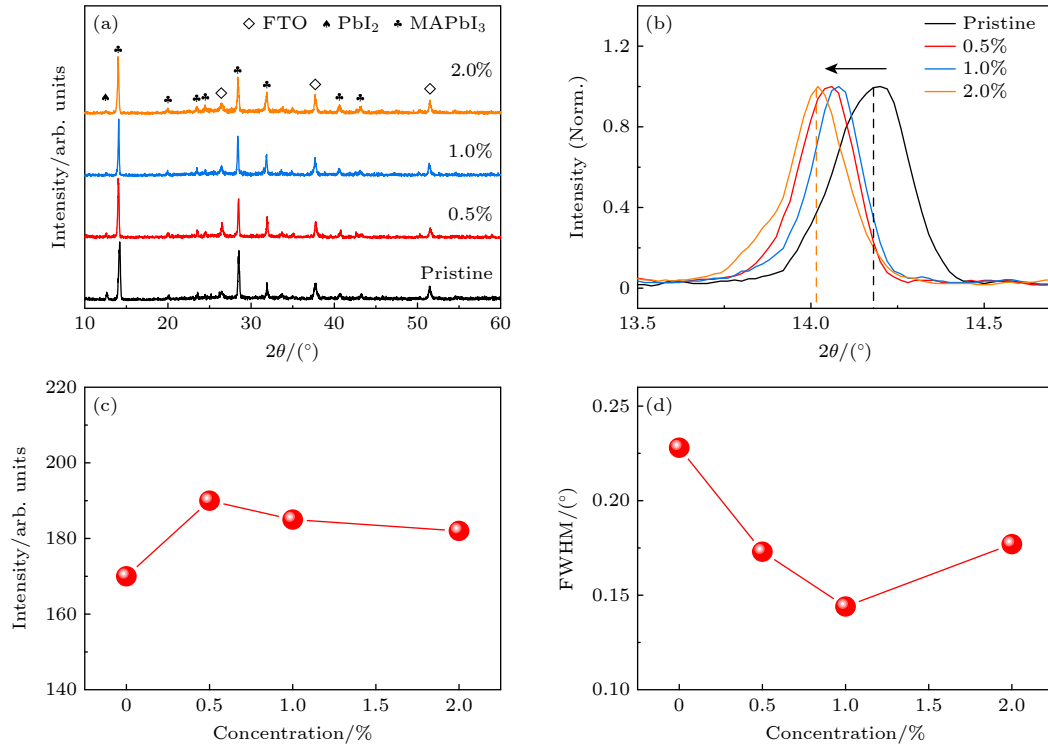 (a)
◇ FTO ♠ PbI₂ ♣ MAPbI₃
2.0%
1.0%
0.5%
Pristine
Intensity/arb. units
10 20 30 40 50 60
2θ/(°)
(b)
Pristine
0.5%
1.0%
2.0%
1.2
0.8
0.4
0
Intensity (Norm.)
13.5 14.0 14.5
2θ/(°)
(c)
220
200
180
160
140
Intensity/arb. units
0 0.5 1.0 1.5 2.0
Concentration/%
(d)
0.25
0.20
0.15
0.10
FWHM/(°)
0 0.5 1.0 1.5 2.0
Concentration/%